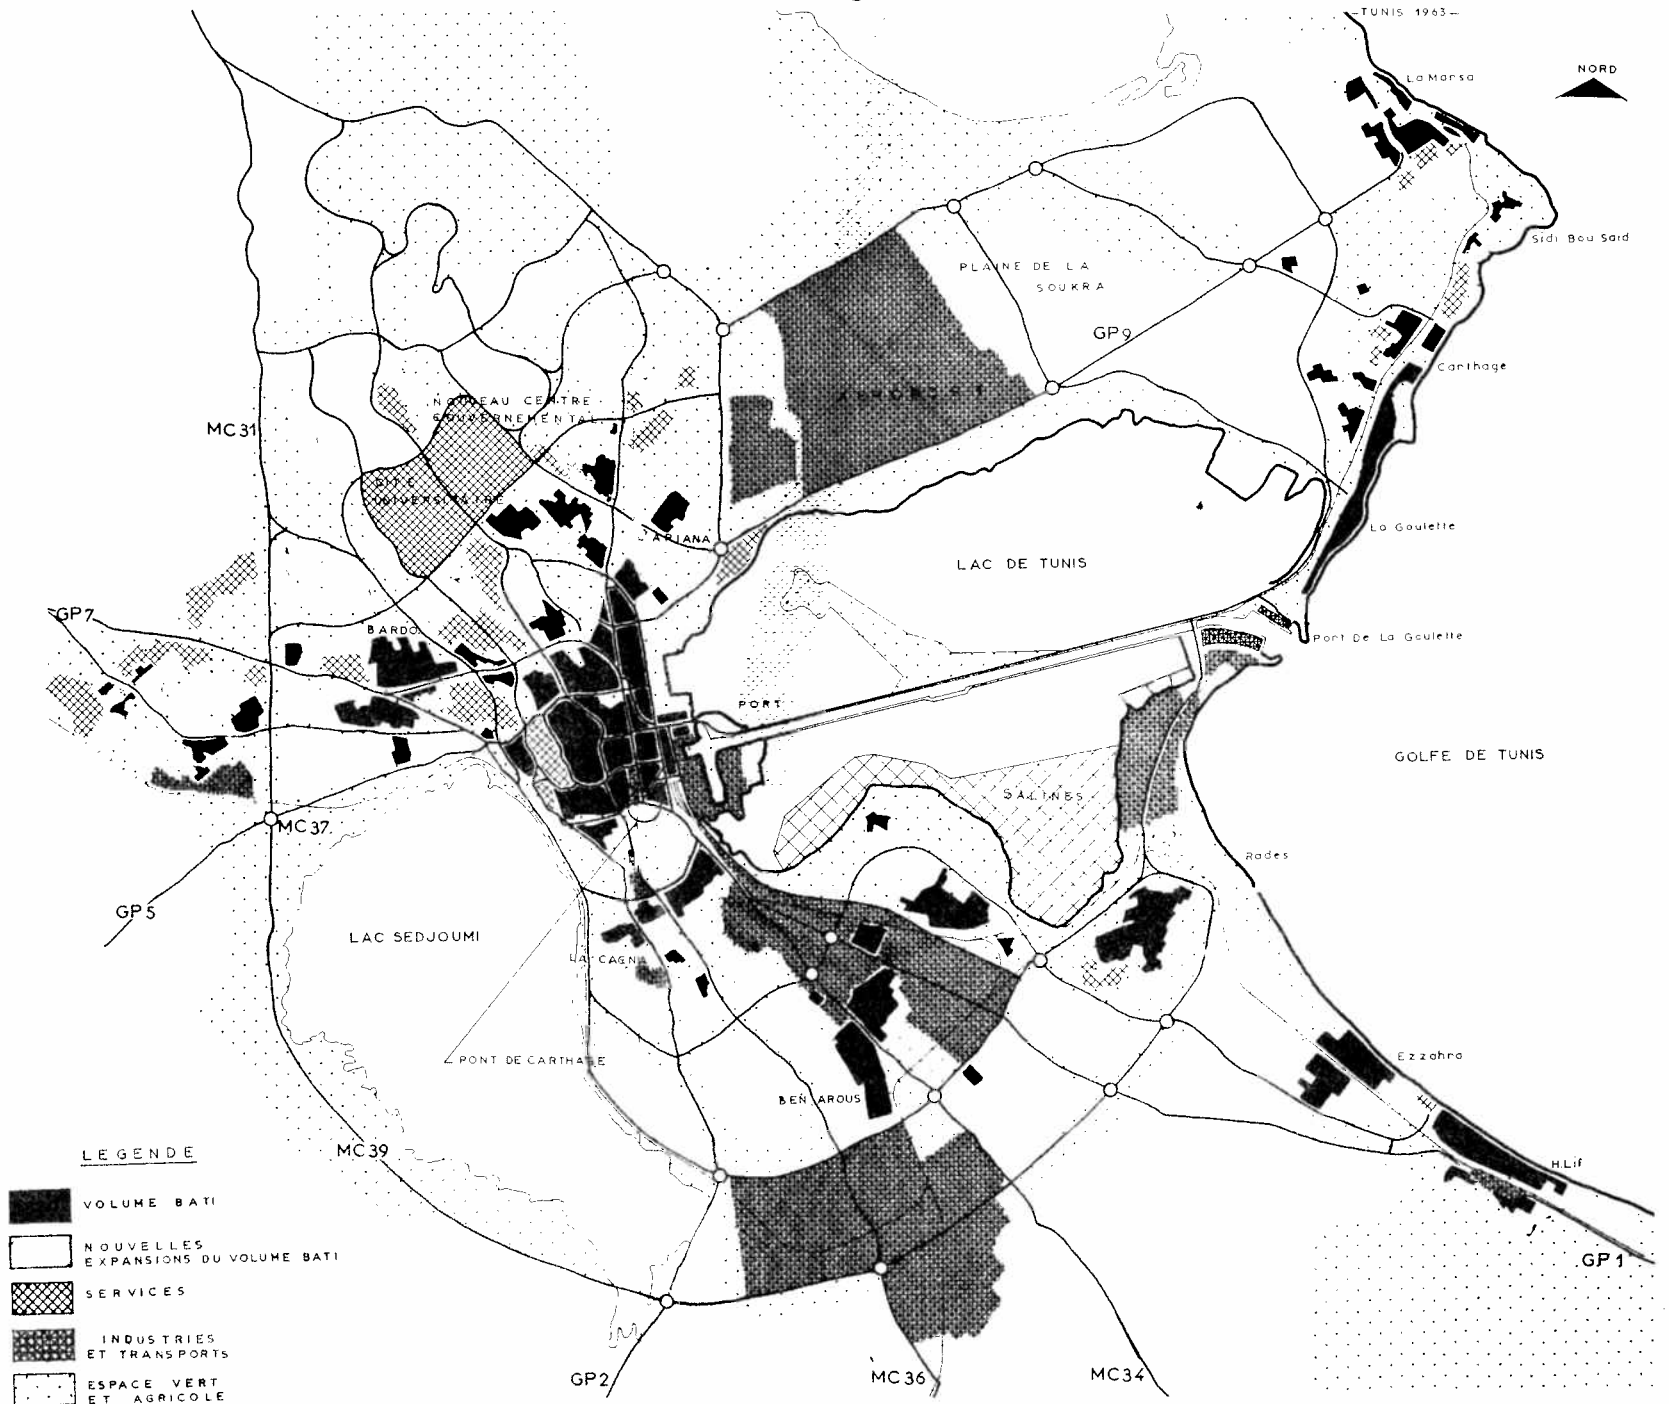 —TUNIS 1963—
NORD
La Marsa
Sidi Bou Said
PLAINE DE LA
SOUKRA
GP9
Carthage
NOUVEAU CENTRE
GOUVERNEMENTAL
MC31
CITE
UNIVERSITAIRE
La Goulette
L'ARIANA
LAC DE TUNIS
GP7
BARDO
Port De La Goulette
PORT
GOLFE DE TUNIS
SALINES
MC37
Rades
GP5
LAC SEDJOUMI
PONT DE CARTHAGE
Ezzahra
BEN AROUS
MC39
H.Lif
GP1
GP2
MC36
MC34
LEGENDE
VOLUME BATI
NOUVELLES
EXPANSIONS DU VOLUME BATI
SERVICES
INDUSTRIES
ET TRANSPORTS
ESPACE VERT
ET AGRICOLE